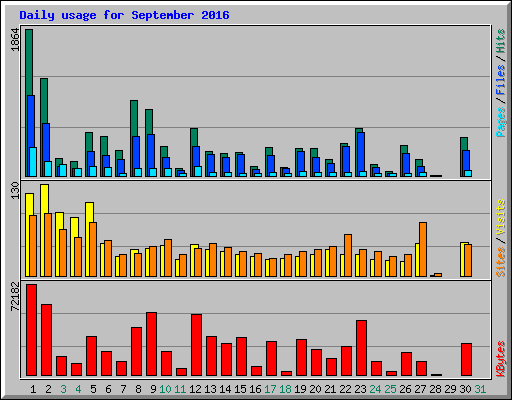 Daily usage for September 2016
1864
Pages / Files / Hits
130
Sites / Visits
72182
KBytes
1 2 3 4 5 6 7 8 9 10 11 12 13 14 15 16 17 18 19 20 21 22 23 24 25 26 27 28 29 30 31